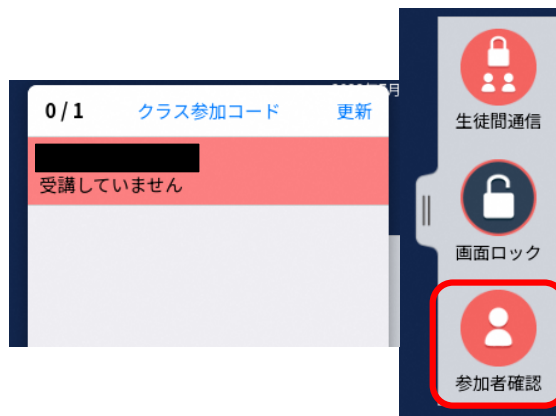 0/1 クラス参加コード 更新
受講していません
生徒間通信
画面ロック
参加者確認